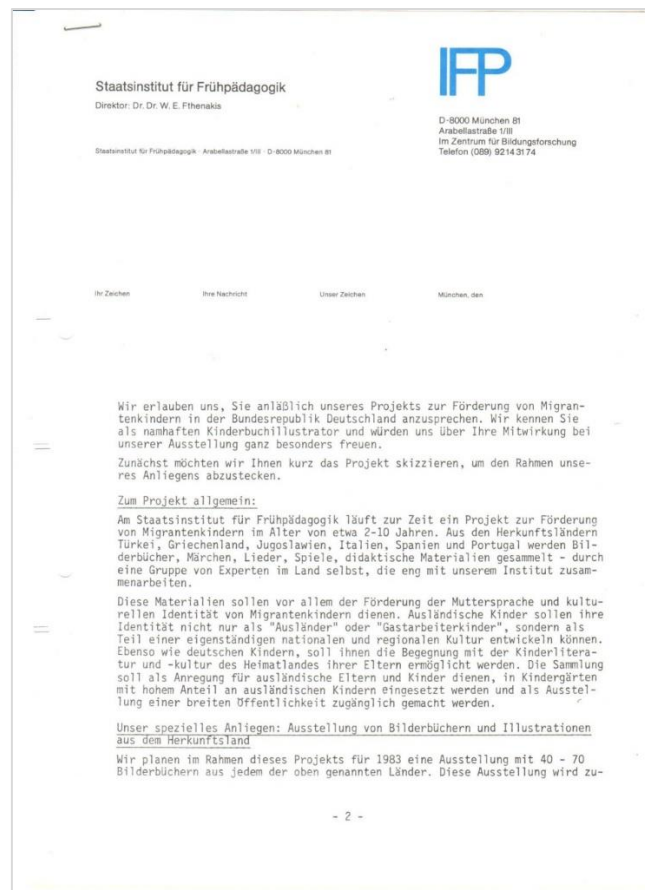 Staatsinstitut für Frühpädagogik
Direktor: Dr. Dr. W. E. Fthenakis
IFP
D-8000 München 81
Arabellastraße 1/III
Im Zentrum für Bildungsforschung
Telefon (089) 92143174
Staatsinstitut für Frühpädagogik · Arabellastraße 1/III · D-8000 München 81
Ihr Zeichen Ihre Nachricht Unser Zeichen München, den
Wir erlauben uns, Sie anläßlich unseres Projekts zur Förderung von Migran-
tenkindern in der Bundesrepublik Deutschland anzusprechen. Wir kennen Sie
als namhaften Kinderbuchillustrator und würden uns über Ihre Mitwirkung bei
unserer Ausstellung ganz besonders freuen.
Zunächst möchten wir Ihnen kurz das Projekt skizzieren, um den Rahmen unse-
res Anliegens abzustecken.
Zum Projekt allgemein:
Am Staatsinstitut für Frühpädagogik läuft zur Zeit ein Projekt zur Förderung
von Migrantenkindern im Alter von etwa 2-10 Jahren. Aus den Herkunftsländern
Türkei, Griechenland, Jugoslawien, Italien, Spanien und Portugal werden Bil-
derbücher, Märchen, Lieder, Spiele, didaktische Materialien gesammelt - durch
eine Gruppe von Experten im Land selbst, die eng mit unserem Institut zusam-
menarbeiten.
Diese Materialien sollen vor allem der Förderung der Muttersprache und kultu-
rellen Identität von Migrantenkindern dienen. Ausländische Kinder sollen ihre
Identität nicht nur als "Ausländer" oder "Gastarbeiterkinder", sondern als
Teil einer eigenständigen nationalen und regionalen Kultur entwickeln können.
Ebenso wie deutschen Kindern, soll ihnen die Begegnung mit der Kinderlitera-
tur und -kultur des Heimatlandes ihrer Eltern ermöglicht werden. Die Sammlung
soll als Anregung für ausländische Eltern und Kinder dienen, in Kindergärten
mit hohem Anteil an ausländischen Kindern eingesetzt werden und als Ausstel-
lung einer breiten Öffentlichkeit zugänglich gemacht werden.
Unser spezielles Anliegen: Ausstellung von Bilderbüchern und Illustrationen
aus dem Herkunftsland
Wir planen im Rahmen dieses Projekts für 1983 eine Ausstellung mit 40 - 70
Bilderbüchern aus jedem der oben genannten Länder. Diese Ausstellung wird zu-
- 2 -